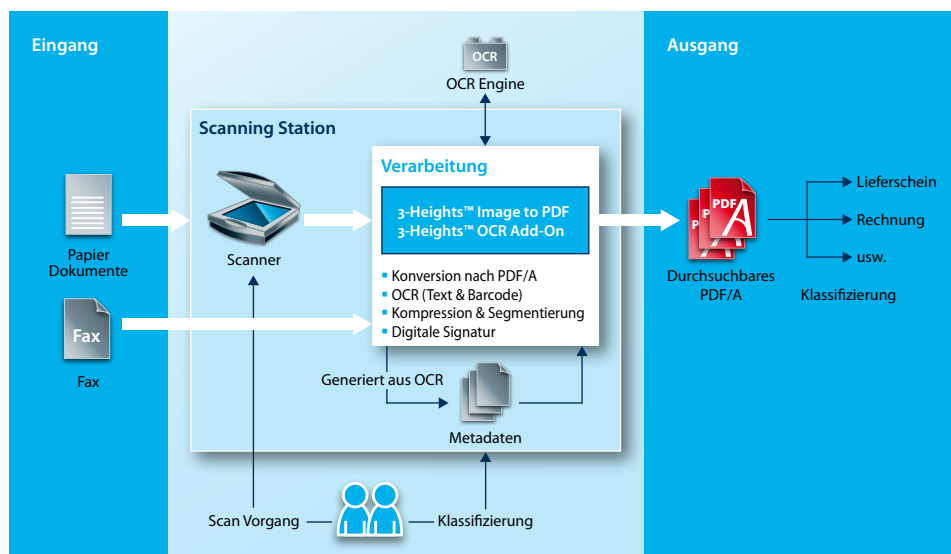 Eingang
Ausgang
OCR
OCR Engine
Scanning Station
Verarbeitung
3-Heights™ Image to PDF
3-Heights™ OCR Add-On
Scanner
Papier
Dokumente
Konversion nach PDF/A
OCR (Text & Barcode)
Kompression & Segmentierung
Digitale Signatur
Fax
Fax
Generiert aus OCR
Metadaten
Scan Vorgang
Klassifizierung
PDF
P
P
Durchsuchbares
PDF/A
Lieferschein
Rechnung
usw.
Klassifizierung